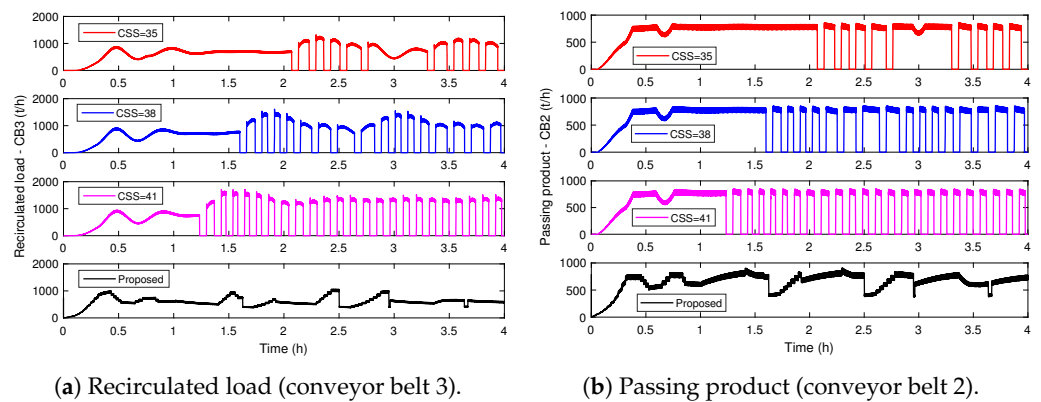 2000
1000
0
CSS=35
0 0.5 1 1.5 2 2.5 3 3.5 4
2000
1000
0
CSS=38
0 0.5 1 1.5 2 2.5 3 3.5 4
2000
1000
0
CSS=41
0 0.5 1 1.5 2 2.5 3 3.5 4
2000
1000
0
Proposed
0 0.5 1 1.5 2 2.5 3 3.5 4
Time (h)
Recirculated load - CB3 (t/h)
(a) Recirculated load (conveyor belt 3).
1000
500
0
CSS=35
0 0.5 1 1.5 2 2.5 3 3.5 4
1000
500
0
CSS=38
0 0.5 1 1.5 2 2.5 3 3.5 4
1000
500
0
CSS=41
0 0.5 1 1.5 2 2.5 3 3.5 4
1000
500
0
Proposed
0 0.5 1 1.5 2 2.5 3 3.5 4
Time (h)
Passing product - CB2 (t/h)
(b) Passing product (conveyor belt 2).